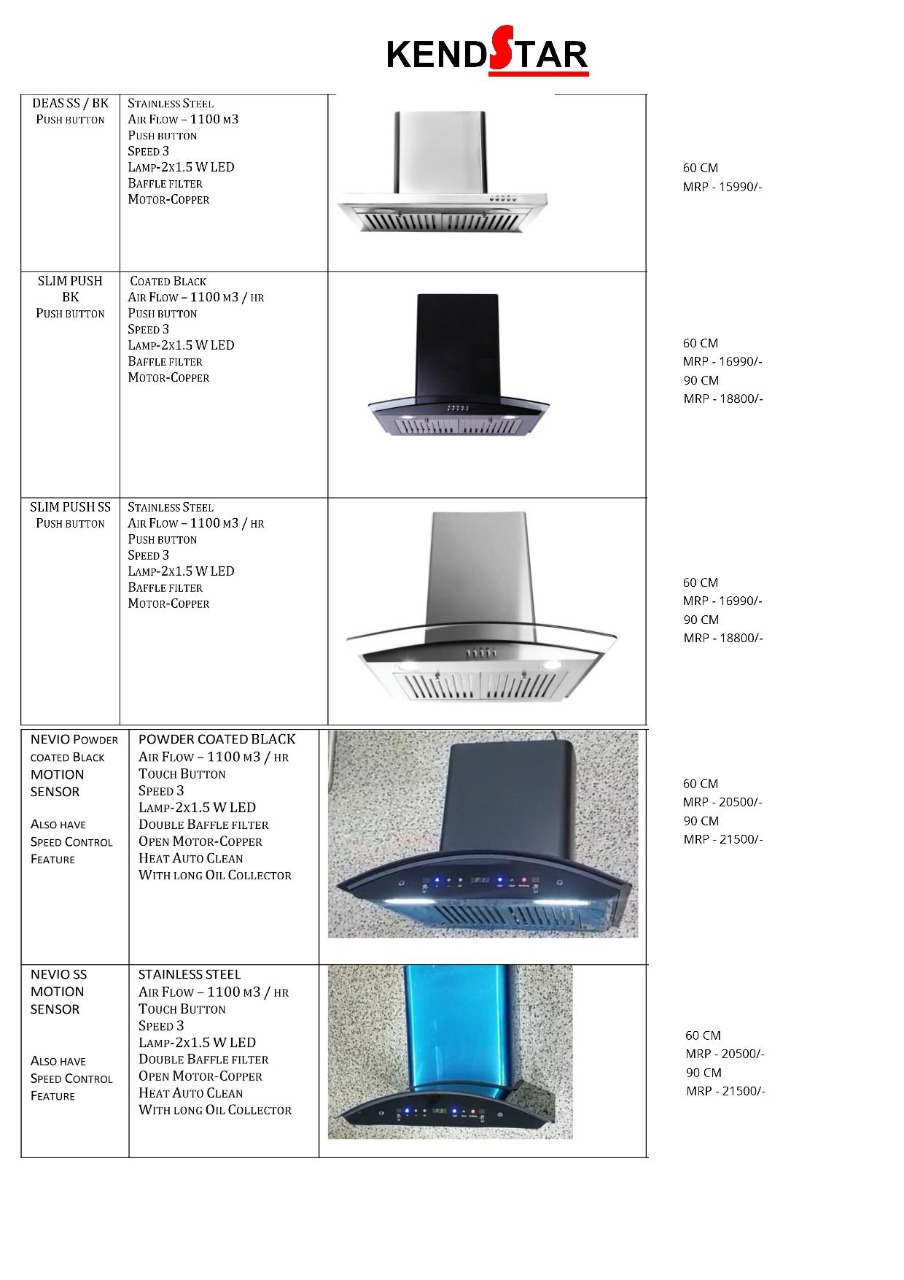 KENDSTAR
DEAS SS / BK
PUSH BUTTON
STAINLESS STEEL
AIR FLOW – 1100 M3
PUSH BUTTON
SPEED 3
LAMP-2X1.5 W LED
BAFFLE FILTER
MOTOR-COPPER
60 CM
MRP - 15990/-
SLIM PUSH
BK
PUSH BUTTON
COATED BLACK
AIR FLOW – 1100 M3 / HR
PUSH BUTTON
SPEED 3
LAMP-2X1.5 W LED
BAFFLE FILTER
MOTOR-COPPER
60 CM
MRP - 16990/-
90 CM
MRP - 18800/-
SLIM PUSH SS
PUSH BUTTON
STAINLESS STEEL
AIR FLOW – 1100 M3 / HR
PUSH BUTTON
SPEED 3
LAMP-2X1.5 W LED
BAFFLE FILTER
MOTOR-COPPER
60 CM
MRP - 16990/-
90 CM
MRP - 18800/-
NEVIO POWDER
COATED BLACK
MOTION
SENSOR
ALSO HAVE
SPEED CONTROL
FEATURE
POWDER COATED BLACK
AIR FLOW – 1100 M3 / HR
TOUCH BUTTON
SPEED 3
LAMP-2X1.5 W LED
DOUBLE BAFFLE FILTER
OPEN MOTOR-COPPER
HEAT AUTO CLEAN
WITH LONG OIL COLLECTOR
60 CM
MRP - 20500/-
90 CM
MRP - 21500/-
NEVIO SS
MOTION
SENSOR
ALSO HAVE
SPEED CONTROL
FEATURE
STAINLESS STEEL
AIR FLOW – 1100 M3 / HR
TOUCH BUTTON
SPEED 3
LAMP-2X1.5 W LED
DOUBLE BAFFLE FILTER
OPEN MOTOR-COPPER
HEAT AUTO CLEAN
WITH LONG OIL COLLECTOR
60 CM
MRP - 20500/-
90 CM
MRP - 21500/-